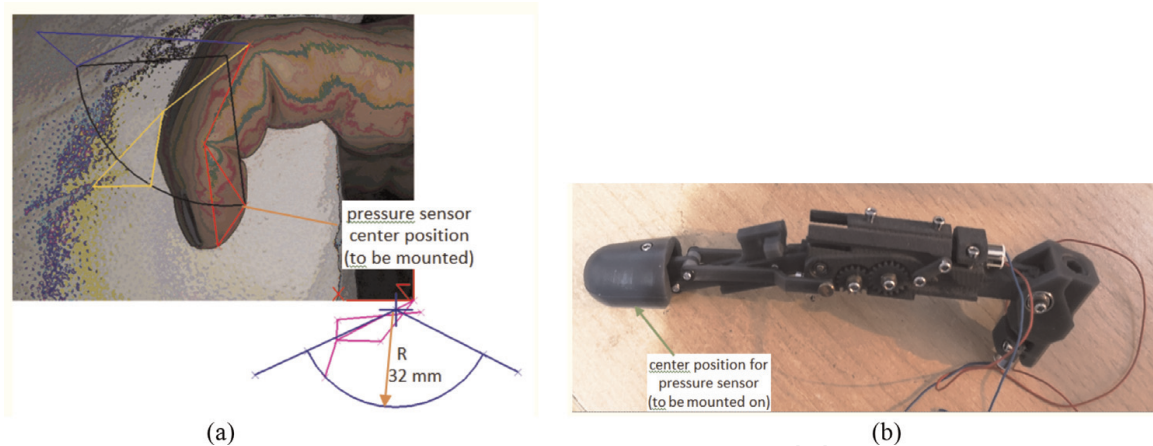 pressure sensor
center position
(to be mounted)
R
32 mm
(a)
center position for
pressure sensor
(to be mounted on)
(b)